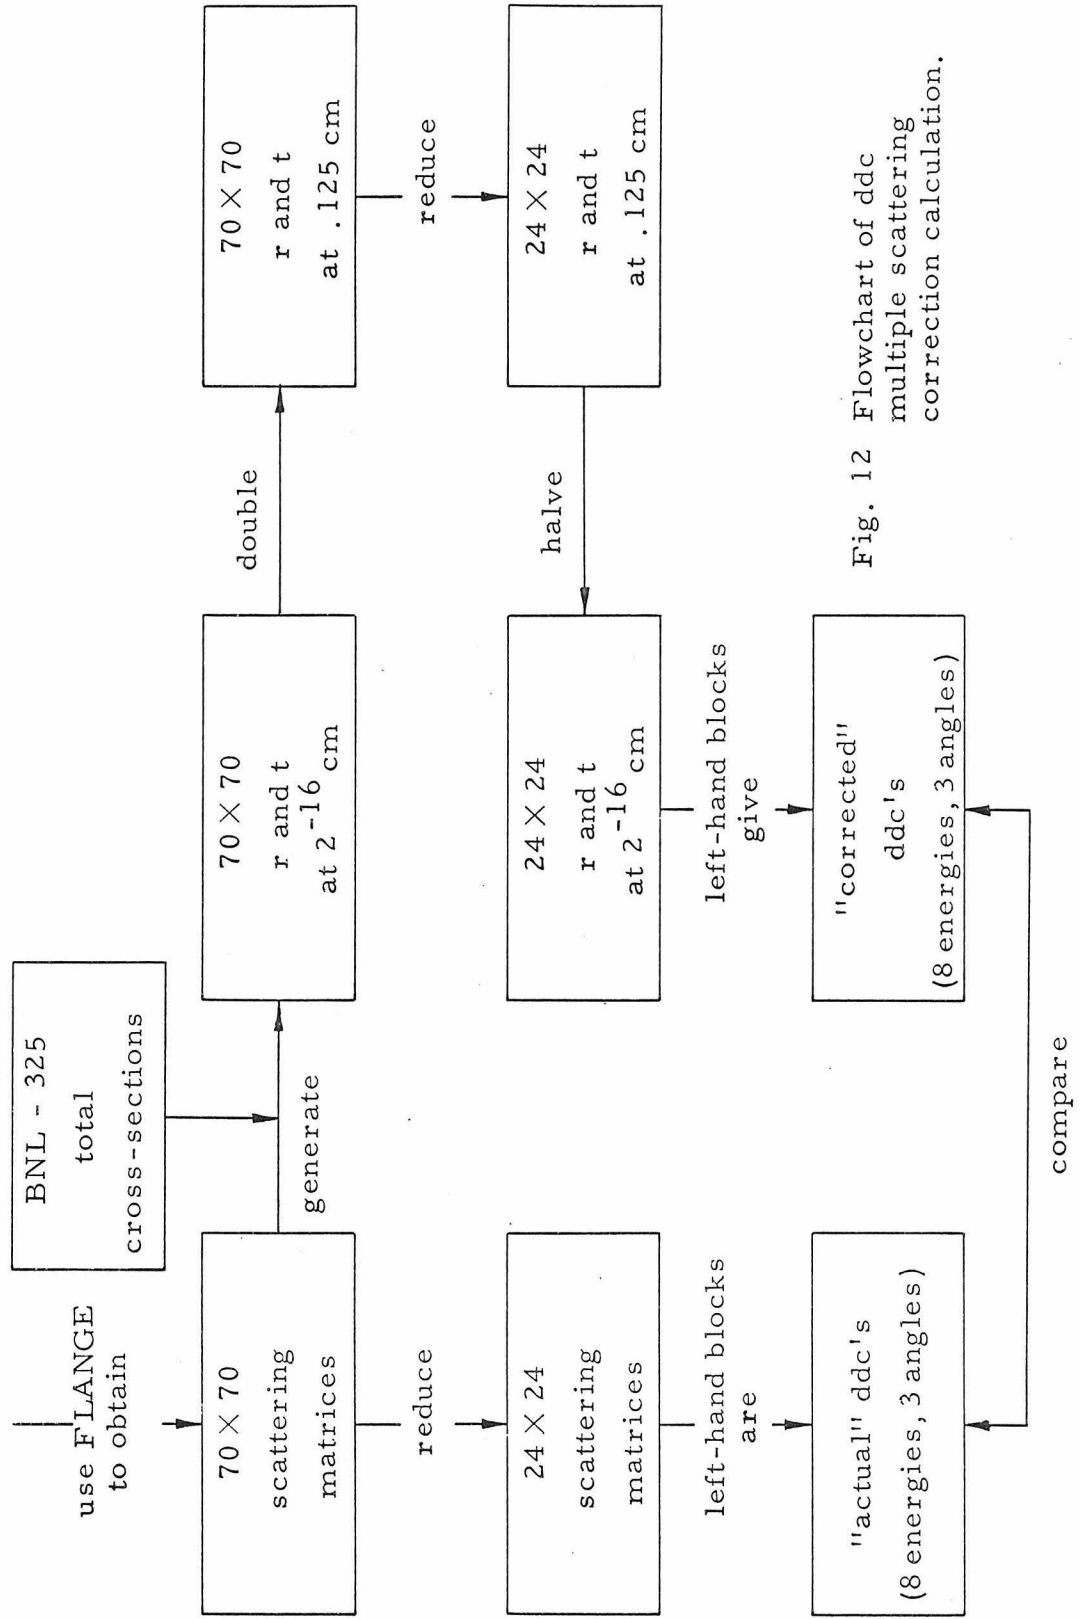 use FLANGE
to obtain
BNL - 325
total
cross-sections
70 × 70
scattering
matrices
generate
70 × 70
r and t
at 2⁻¹⁶ cm
double
70 × 70
r and t
at .125 cm
reduce
reduce
24 × 24
scattering
matrices
24 × 24
r and t
at 2⁻¹⁶ cm
halve
24 × 24
r and t
at .125 cm
left-hand blocks
are
left-hand blocks
give
"actual" ddc's
(8 energies, 3 angles)
"corrected"
ddc's
(8 energies, 3 angles)
compare
Fig. 12 Flowchart of ddc
multiple scattering
correction calculation.